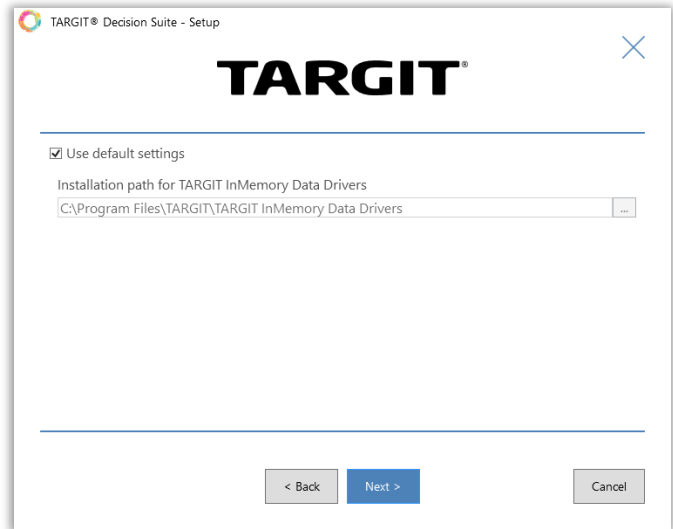 TARGIT® Decision Suite - Setup
TARGIT®
Use default settings
Installation path for TARGIT InMemory Data Drivers
C:\Program Files\TARGIT\TARGIT InMemory Data Drivers
...
< Back
Next >
Cancel